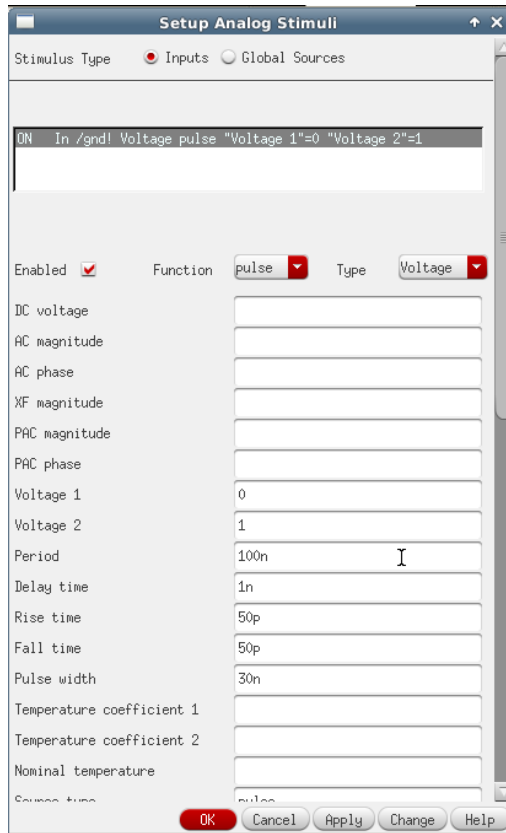 Setup Analog Stimuli
Stimulus Type Inputs Global Sources
ON In /gnd! Voltage pulse "Voltage 1"=0 "Voltage 2"=1
Enabled Function pulse Type Voltage
DC voltage
AC magnitude
AC phase
XF magnitude
PAC magnitude
PAC phase
Voltage 1 0
Voltage 2 1
Period 100n
Delay time 1n
Rise time 50p
Fall time 50p
Pulse width 30n
Temperature coefficient 1
Temperature coefficient 2
Nominal temperature
Source type pulse
OK Cancel Apply Change Help